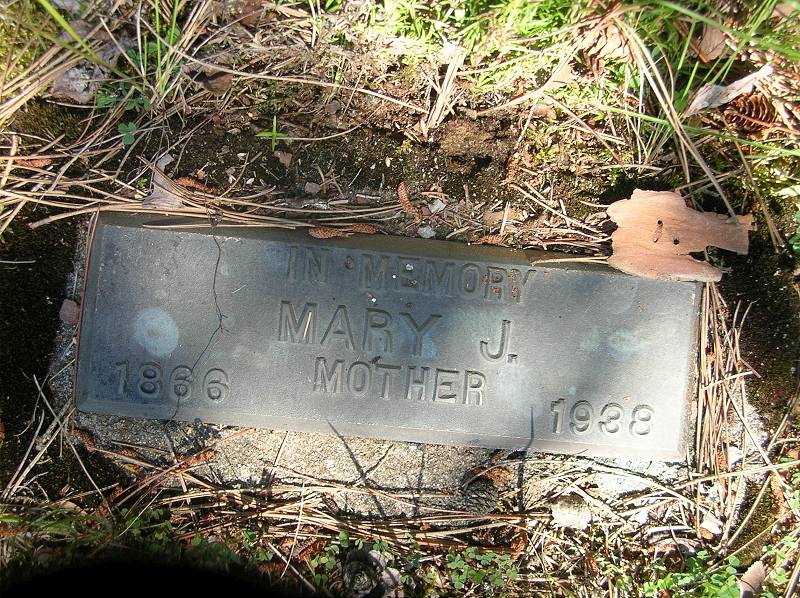 IN MEMORY
MARY J.
MOTHER
1866 1938